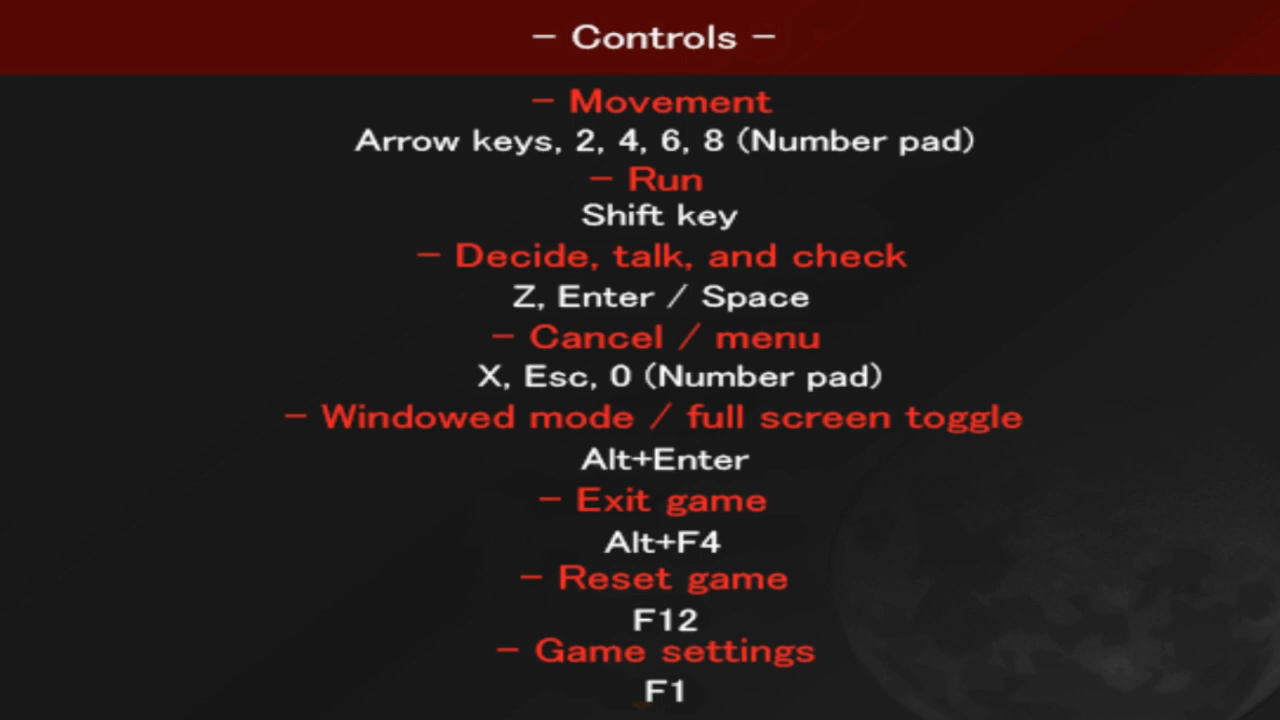 - Controls -
- Movement
Arrow keys, 2, 4, 6, 8 (Number pad)
- Run
Shift key
- Decide, talk, and check
Z, Enter / Space
- Cancel / menu
X, Esc, 0 (Number pad)
- Windowed mode / full screen toggle
Alt+Enter
- Exit game
Alt+F4
- Reset game
F12
- Game settings
F1